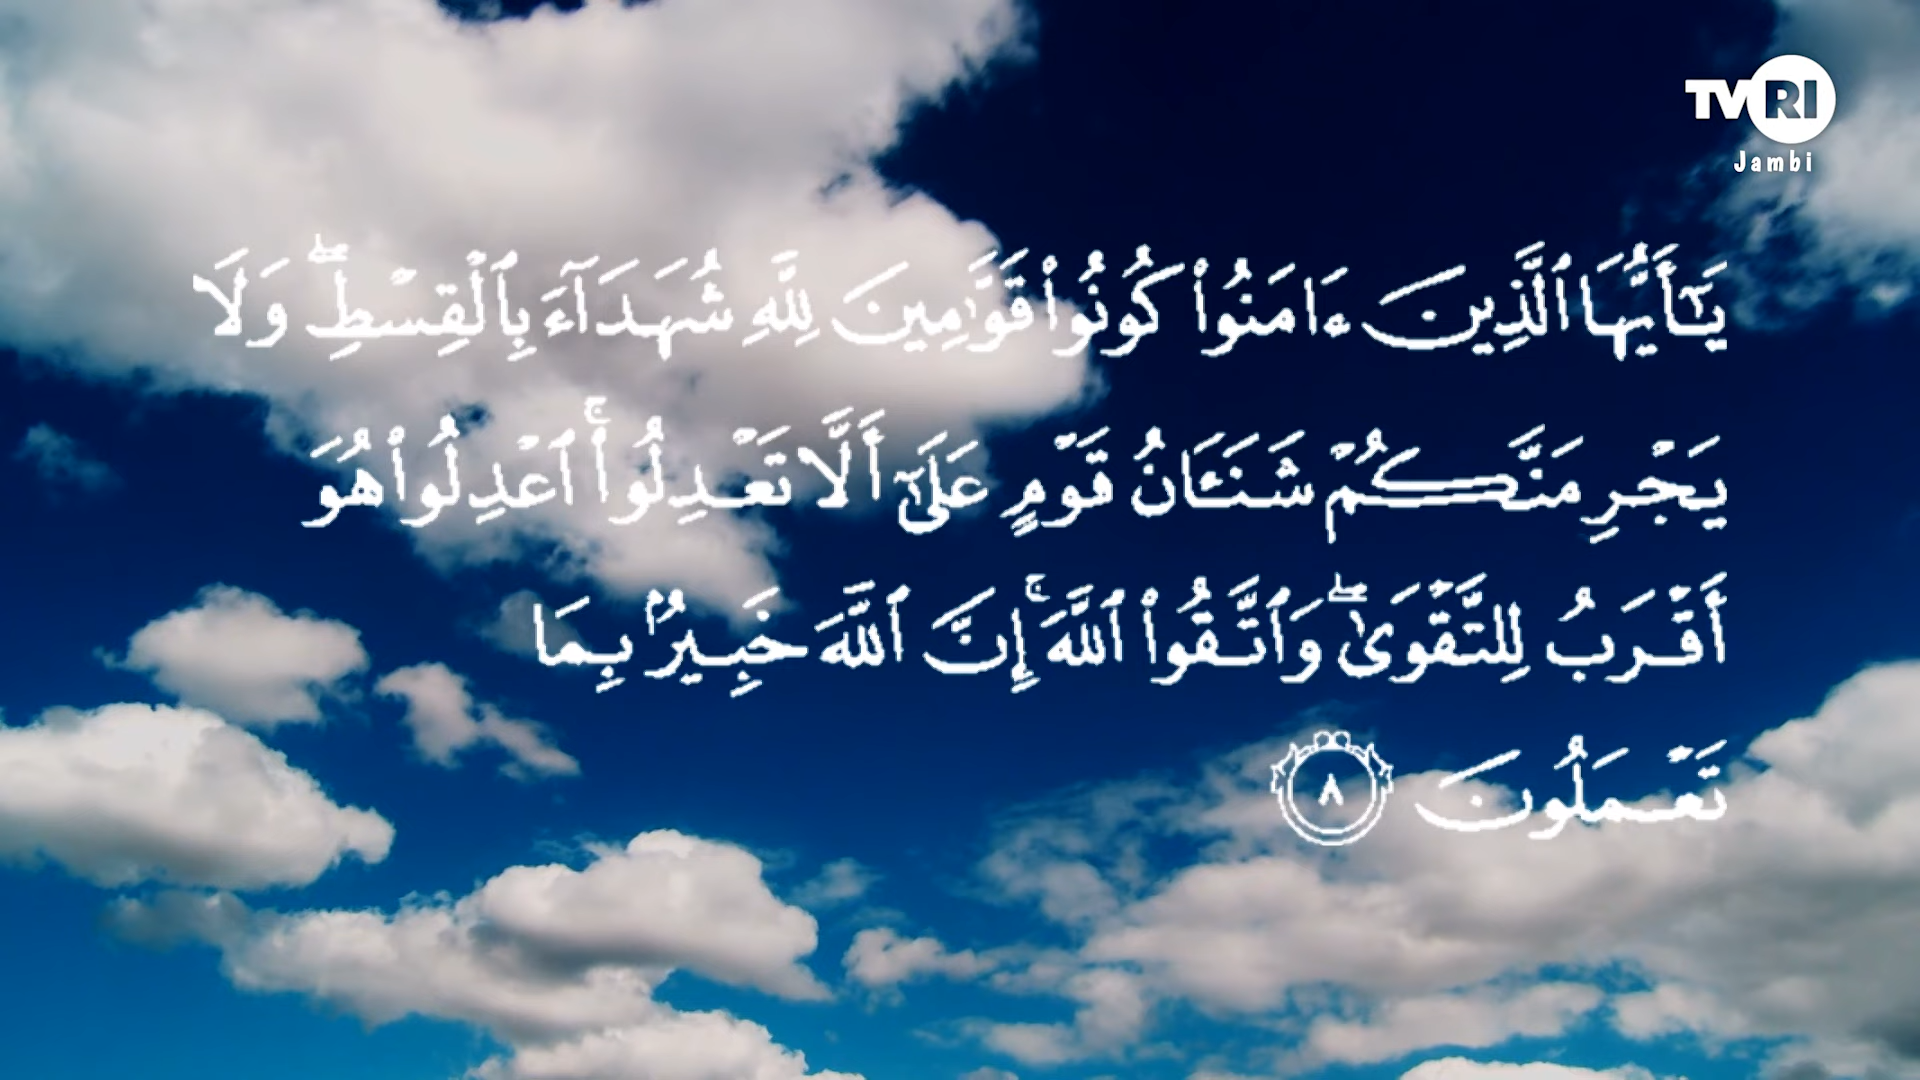 TVRI
Jambi
يَٰٓأَيُّهَا ٱلَّذِينَ ءَامَنُوا۟ كُونُوا۟ قَوَّٰمِينَ لِلَّهِ شُهَدَآءَ بِٱلْقِسْطِ ۖ وَلَا
يَجْرِمَنَّكُمْ شَنَـَٔانُ قَوْمٍ عَلَىٰٓ أَلَّا تَعْدِلُوا۟ ۚ ٱعْدِلُوا۟ هُوَ
أَقْرَبُ لِلتَّقْوَىٰ ۖ وَٱتَّقُوا۟ ٱللَّهَ ۚ إِنَّ ٱللَّهَ خَبِيرٌۢ بِمَا
تَعْمَلُونَ ٨